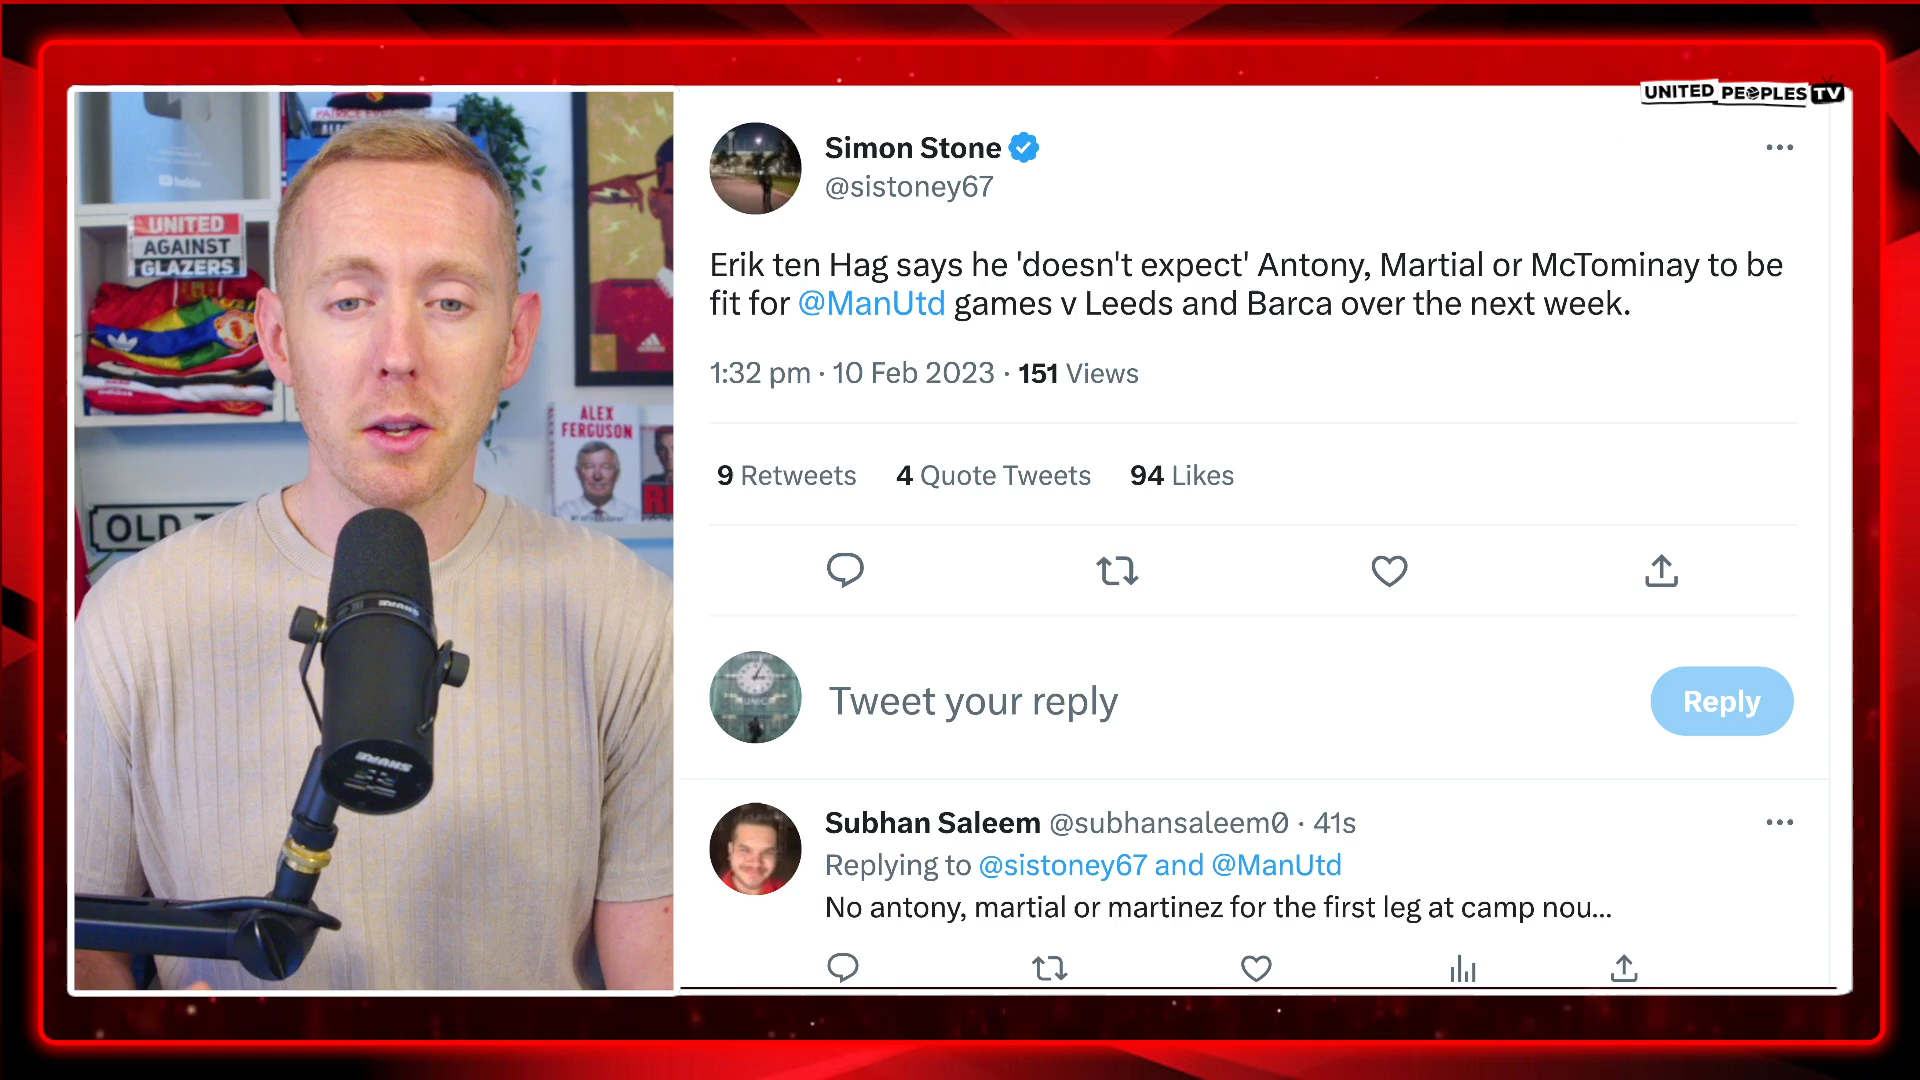 UNITED PEOPLES TV
Simon Stone
@sistoney67
Erik ten Hag says he 'doesn't expect' Antony, Martial or McTominay to be
fit for @ManUtd games v Leeds and Barca over the next week.
1:32 pm · 10 Feb 2023 · 151 Views
9 Retweets 4 Quote Tweets 94 Likes
Tweet your reply
Reply
Subhan Saleem @subhansaleem0 · 41s
Replying to @sistoney67 and @ManUtd
No antony, martial or martinez for the first leg at camp nou...
YouTube
UNITED
AGAINST
GLAZERS
adidas
ALEX
FERGUSON
OLD T
SHURE
SHURE